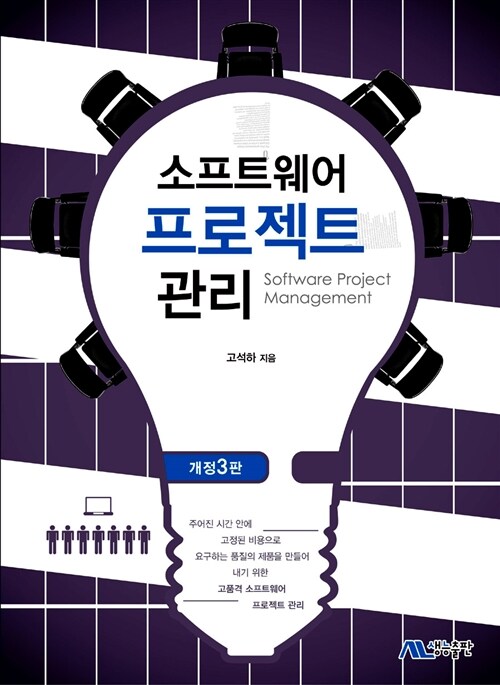 소프트웨어
프로젝트
관리
Software Project
Management
고석하 지음
개정3판
주어진 시간 안에
고정된 비용으로
요구하는 품질의 제품을 만들어
내기 위한
고품격 소프트웨어
프로젝트 관리
생능출판